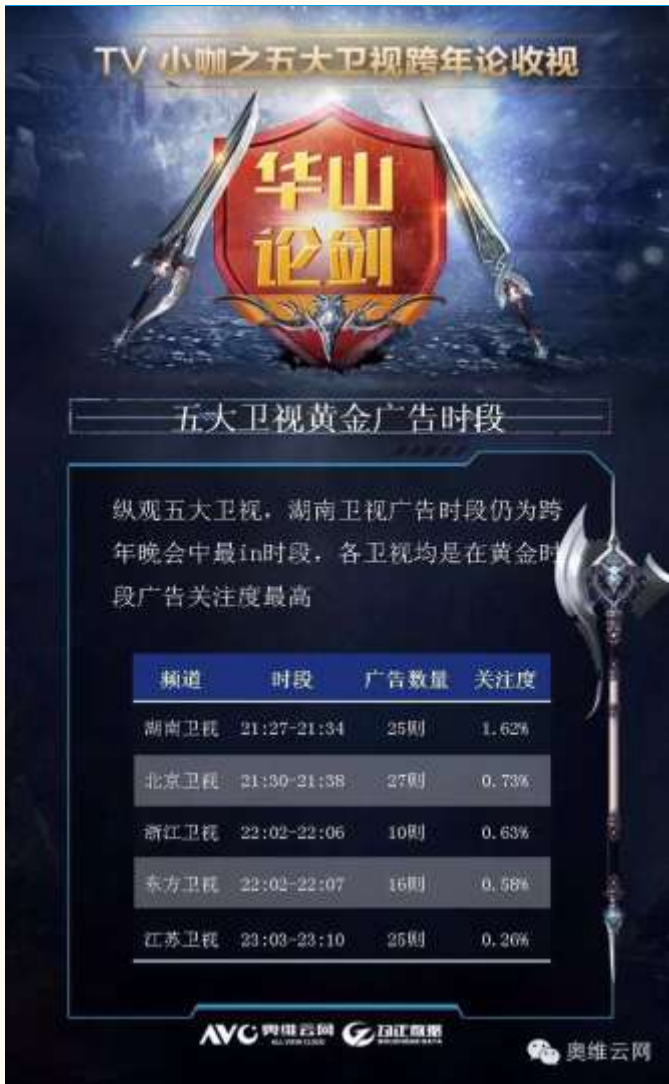 TV 小咖之五大卫视跨年论收视
华山
论剑
五大卫视黄金广告时段
纵观五大卫视，湖南卫视广告时段仍为跨
年晚会中最in时段，各卫视均是在黄金时
段广告关注度最高
频道 时段 广告数量 关注度
湖南卫视 21:27-21:34 25则 1.62%
北京卫视 21:30-21:38 27则 0.73%
浙江卫视 22:02-22:06 10则 0.63%
东方卫视 22:02-22:07 16则 0.58%
江苏卫视 23:03-23:10 25则 0.26%
AVC 奥维云网
ALL VIEW CLOUD
奥维云网